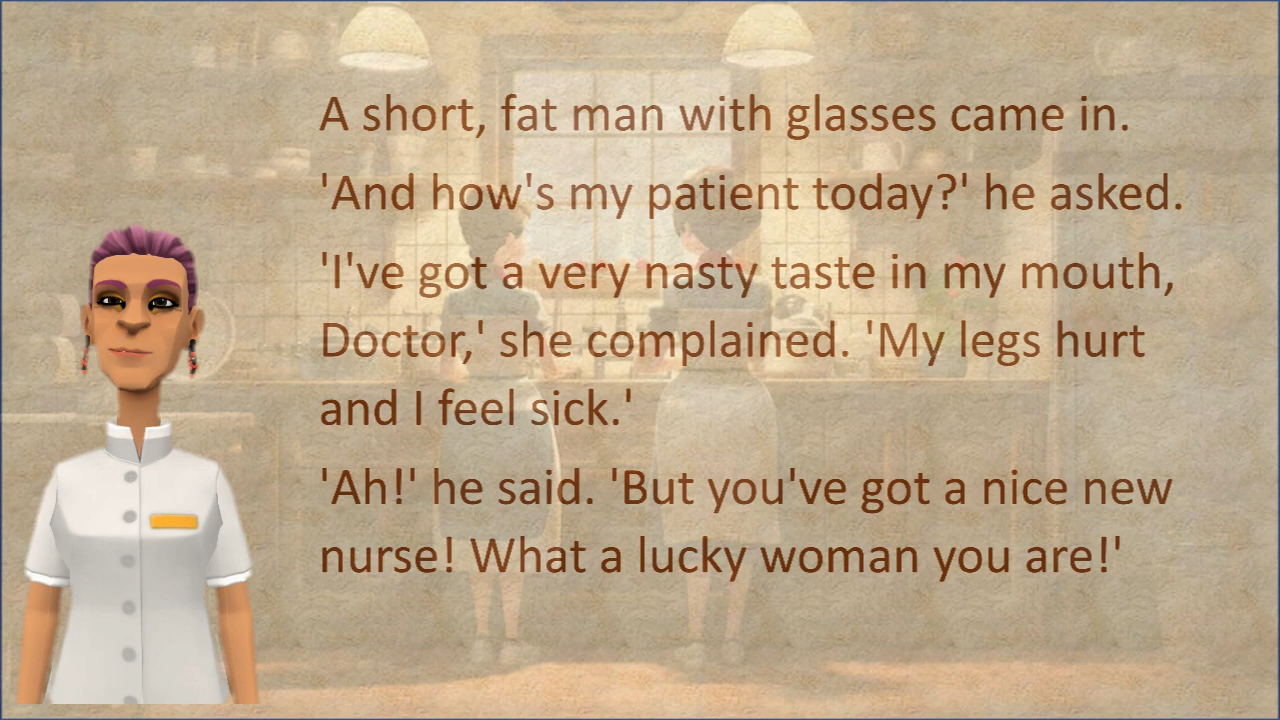 A short, fat man with glasses came in.
'And how's my patient today?' he asked.
'I've got a very nasty taste in my mouth,
Doctor,' she complained. 'My legs hurt
and I feel sick.'
'Ah!' he said. 'But you've got a nice new
nurse! What a lucky woman you are!'